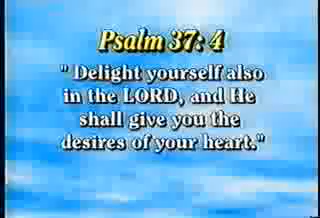 Psalm 37: 4
" Delight yourself also
in the LORD, and He
shall give you the
desires of your heart."